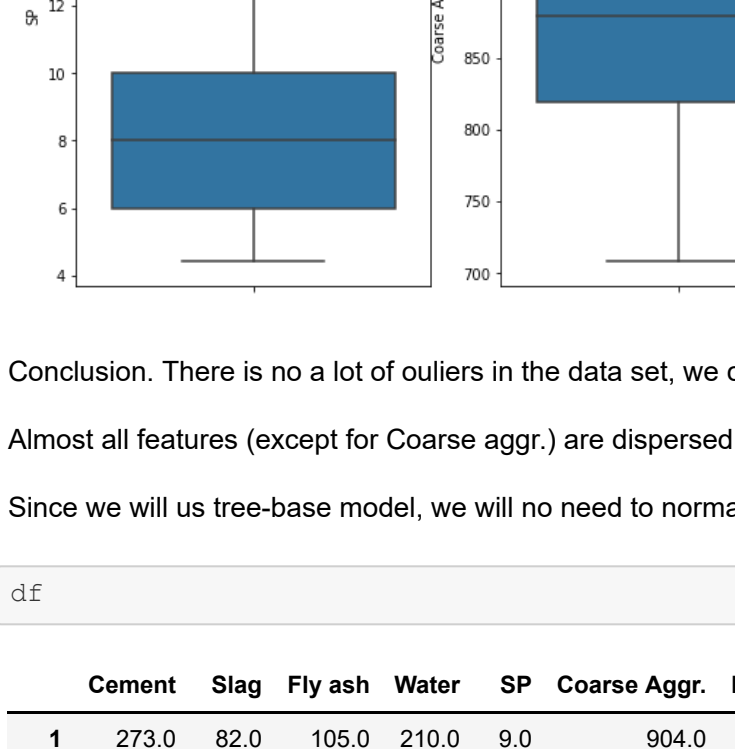 SP
12
10
8
6
4
Coarse A
850
800
750
700
Conclusion. There is no a lot of ouliers in the data set, we
Almost all features (except for Coarse aggr.) are dispersed
Since we will us tree-base model, we will no need to norma
df
Cement Slag Fly ash Water SP Coarse Aggr.
1 273.0 82.0 105.0 210.0 9.0 904.0